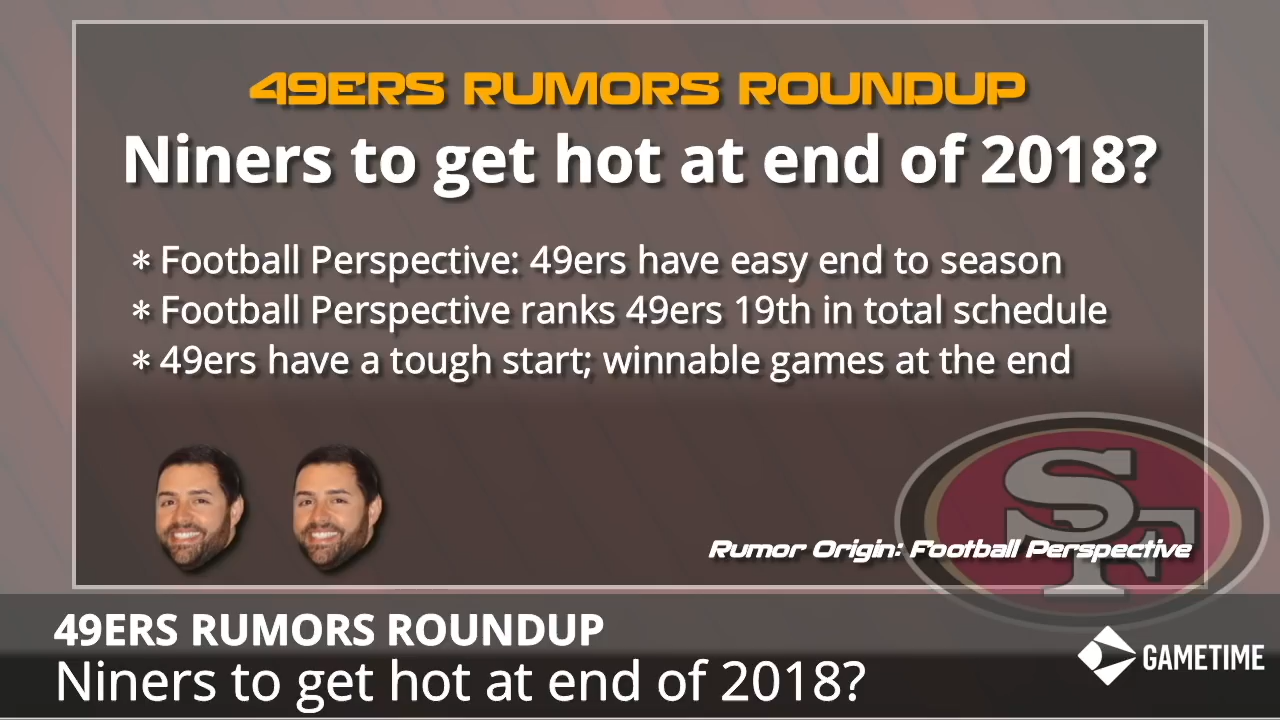 49ERS RUMORS ROUNDUP
Niners to get hot at end of 2018?
* Football Perspective: 49ers have easy end to season
* Football Perspective ranks 49ers 19th in total schedule
* 49ers have a tough start; winnable games at the end
SF
Rumor Origin: Football Perspective
49ERS RUMORS ROUNDUP
Niners to get hot at end of 2018?
GAMETIME